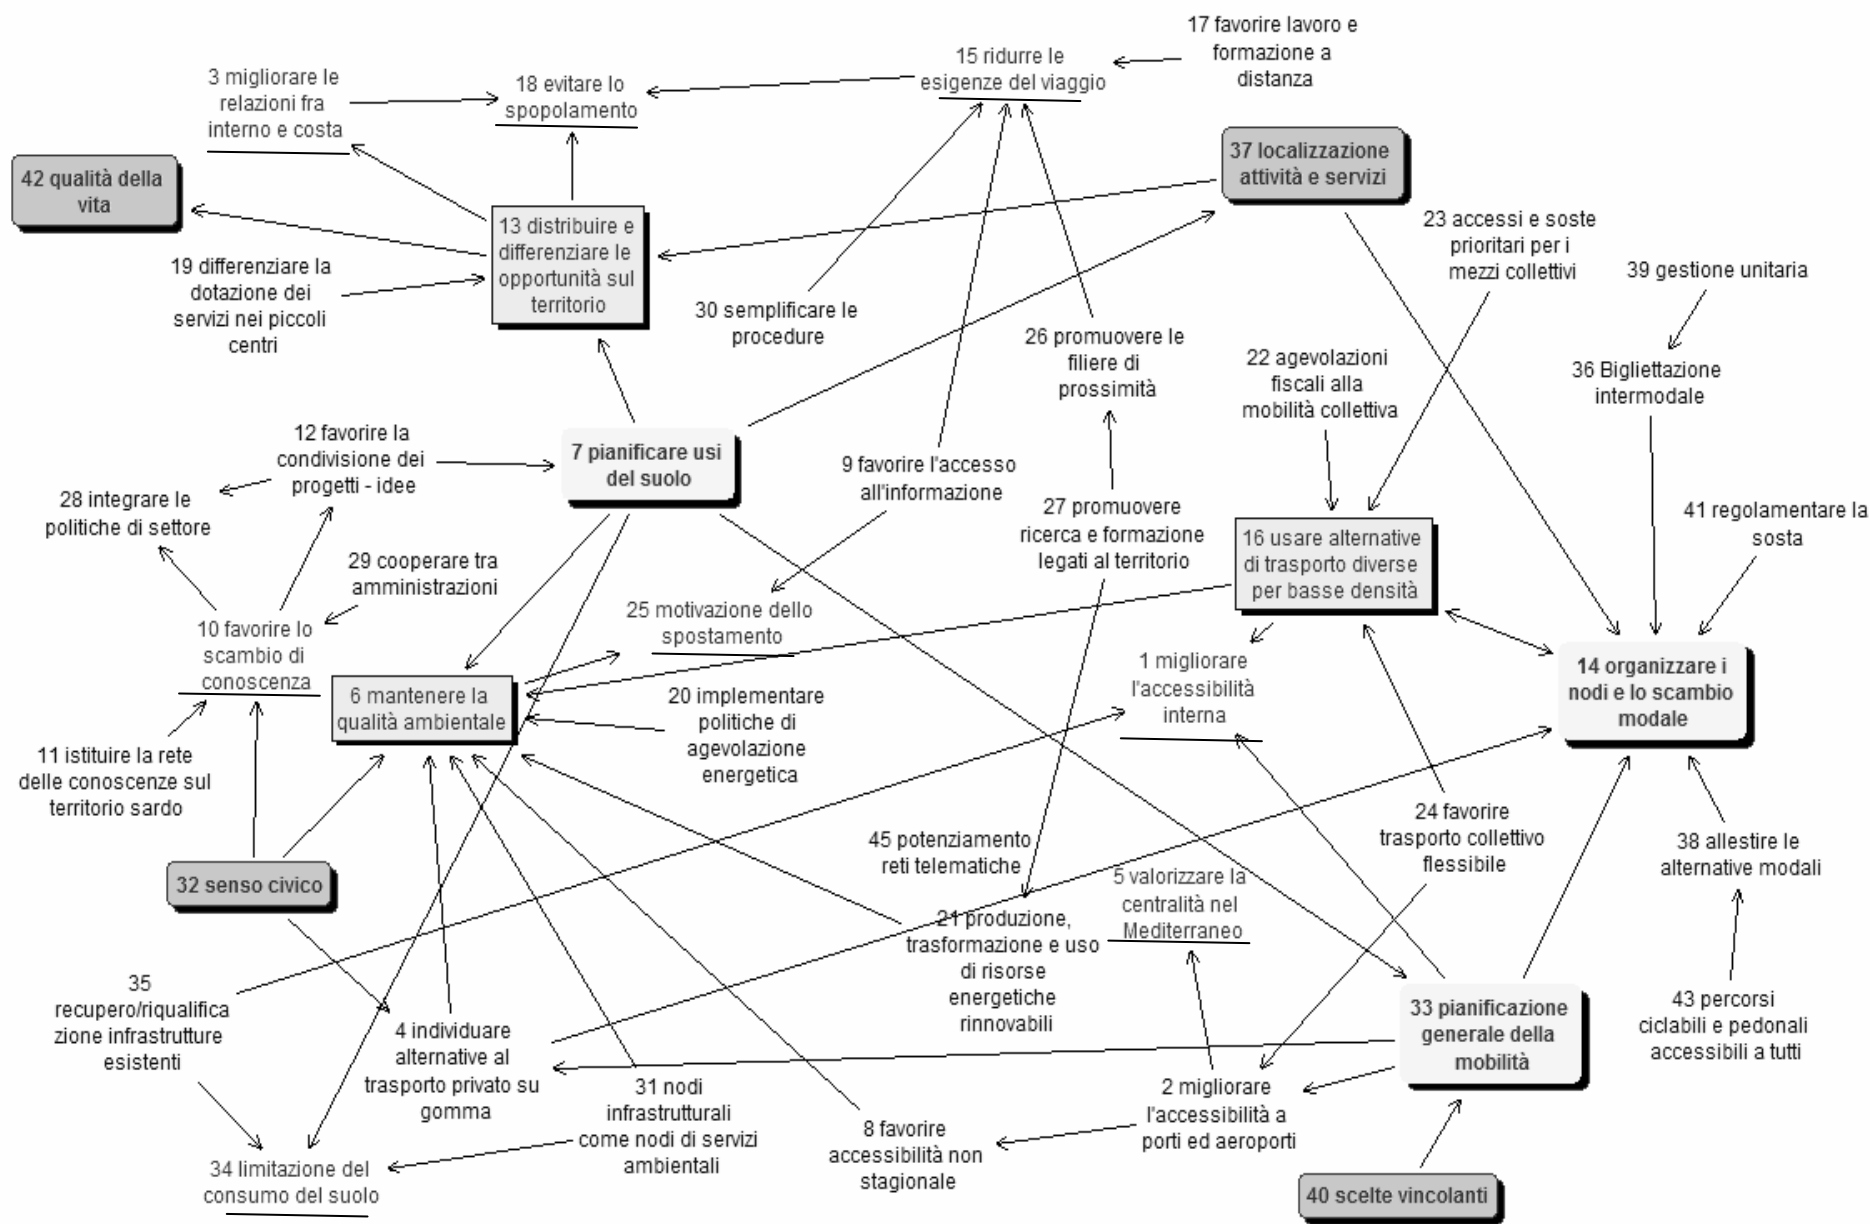 17 favorire lavoro e
formazione a
distanza
15 ridurre le
esigenze del viaggio
3 migliorare le
relazioni fra
interno e costa
18 evitare lo
spopolamento
37 localizzazione
attività e servizi
42 qualità della
vita
13 distribuire e
differenziare le
opportunità sul
territorio
23 accessi e soste
prioritari per i
mezzi collettivi
19 differenziare la
dotazione dei
servizi nei piccoli
centri
39 gestione unitaria
30 semplificare le
procedure
26 promuovere le
filiere di
prossimità
22 agevolazioni
fiscali alla
mobilità collettiva
36 Bigliettazione
intermodale
12 favorire la
condivisione dei
progetti - idee
7 pianificare usi
del suolo
9 favorire l'accesso
all'informazione
28 integrare le
politiche di settore
27 promuovere
ricerca e formazione
legati al territorio
41 regolamentare la
sosta
16 usare alternative
di trasporto diverse
per basse densità
29 cooperare tra
amministrazioni
25 motivazione dello
spostamento
10 favorire lo
scambio di
conoscenza
1 migliorare
l'accessibilità
interna
14 organizzare i
nodi e lo scambio
modale
6 mantenere la
qualità ambientale
20 implementare
politiche di
agevolazione
energetica
11 istituire la rete
delle conoscenze sul
territorio sardo
24 favorire
trasporto collettivo
flessibile
45 potenziamento
reti telematiche
38 allestire le
alternative modali
32 senso civico
5 valorizzare la
centralità nel
Mediterraneo
21 produzione,
trasformazione e uso
di risorse
energetiche
rinnovabili
35
recupero/riqualifica
zione infrastrutture
esistenti
33 pianificazione
generale della
mobilità
43 percorsi
ciclabili e pedonali
accessibili a tutti
4 individuare
alternative al
trasporto privato su
gomma
31 nodi
infrastrutturali
come nodi di servizi
ambientali
2 migliorare
l'accessibilità a
porti ed aeroporti
8 favorire
accessibilità non
stagionale
34 limitazione del
consumo del suolo
40 scelte vincolanti